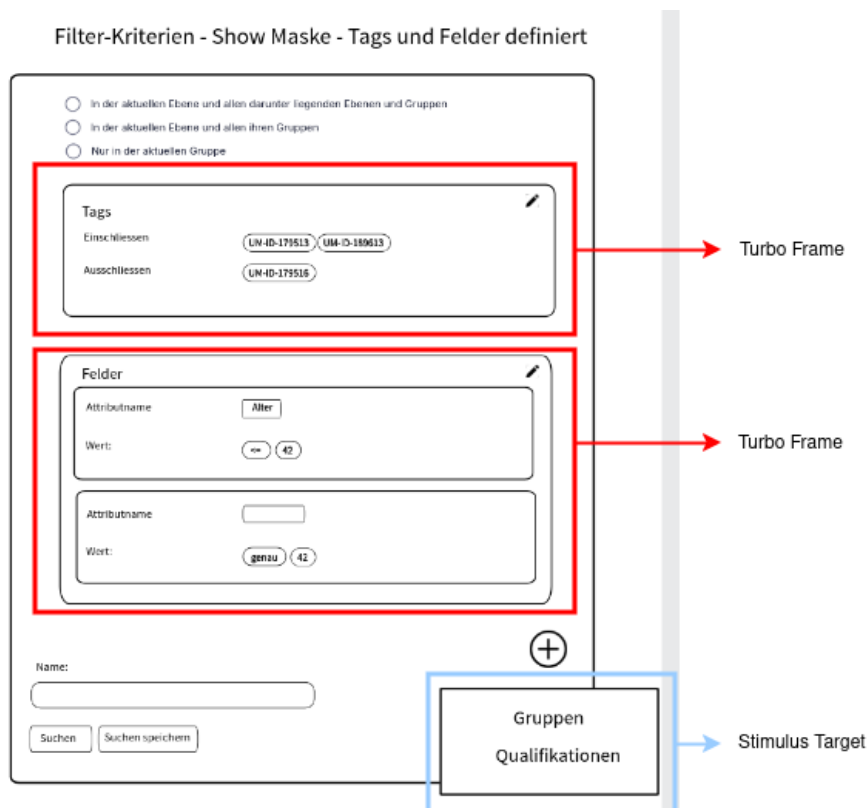 Filter-Kriterien - Show Maske - Tags und Felder definiert
In der aktuellen Ebene und allen darunter liegenden Ebenen und Gruppen
In der aktuellen Ebene und allen ihren Gruppen
Nur in der aktuellen Gruppe
Tags
Einschliessen
UM-ID-179513 UM-ID-189613
Ausschliessen
UM-ID-179516
Turbo Frame
Felder
Attributname
Alter
Wert:
<= 42
Turbo Frame
Attributname
Wert:
genau 42
Name:
Suchen
Suchen speichern
Gruppen
Qualifikationen
Stimulus Target